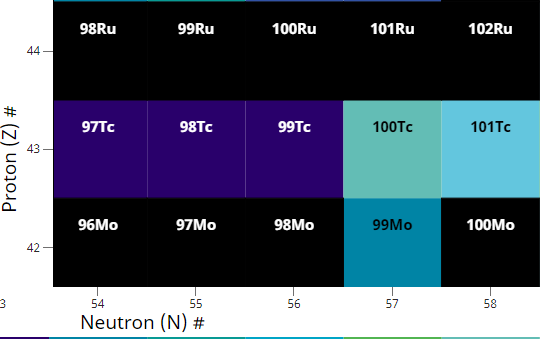 98Ru 99Ru 100Ru 101Ru 102Ru
44
97Tc 98Tc 99Tc 100Tc 101Tc
43
Proton (Z) #
96Mo 97Mo 98Mo 99Mo 100Mo
42
3 54 55 56 57 58
Neutron (N) #